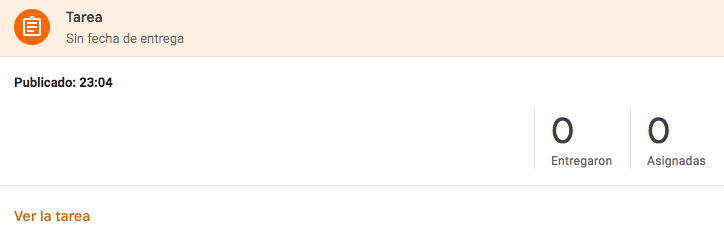 Tarea
Sin fecha de entrega
Publicado: 23:04
0 0
Entregaron Asignadas
Ver la tarea